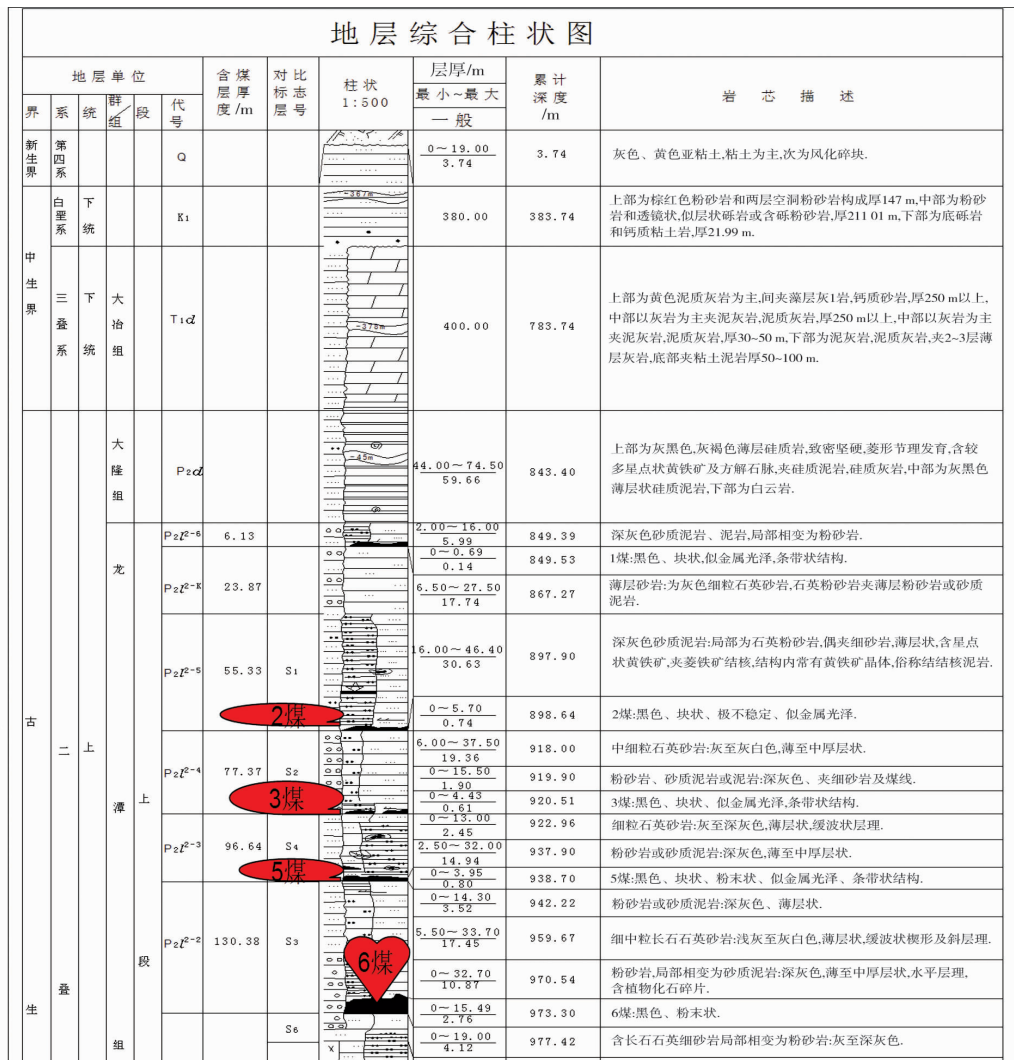 地层综合柱状图
地层单位
含煤层厚度/m
对比标志层号
柱状 1:500
层厚/m
最小~最大
一般
累计深度/m
岩芯描述
界 系 统 群/组 段 代号
新生界 第四系 Q
0~19.00
3.74
3.74
灰色、黄色亚粘土,粘土为主,次为风化碎块.
中生界
白垩系 下统 K1
-367m
380.00
383.74
上部为棕红色粉砂岩和两层空洞粉砂岩构成厚147 m,中部为粉砂
岩和透镜状,似层状砾岩或含砾粉砂岩,厚211 01 m,下部为底砾岩
和钙质粘土岩,厚21.99 m.
三叠系 下统 大冶组 T1d
-378m
400.00
783.74
上部为黄色泥质灰岩为主,间夹藻层灰1岩,钙质砂岩,厚250 m以上,
中部以灰岩为主夹泥灰岩,泥质灰岩,厚250 m以上,中部以灰岩为主
夹泥灰岩,泥质灰岩,厚30~50 m,下部为泥灰岩,泥质灰岩,夹2~3层薄
层灰岩,底部夹粘土泥岩厚50~100 m.
古生
二叠
上
大隆组 P2d
-45m
44.00~74.50
59.66
843.40
上部为灰黑色,灰褐色薄层硅质岩,致密坚硬,菱形节理发育,含较
多星点状黄铁矿及方解石脉,夹硅质泥岩,硅质灰岩,中部为灰黑色
薄层状硅质泥岩,下部为白云岩.
龙潭组
上段
P2l2-6 6.13
2.00~16.00
5.99
849.39
深灰色砂质泥岩、泥岩,局部相变为粉砂岩.
0~0.69
0.14
849.53
1煤:黑色、块状,似金属光泽,条带状结构.
P2l2-K 23.87
6.50~27.50
17.74
867.27
薄层砂岩:为灰色细粒石英砂岩,石英粉砂岩夹薄层粉砂岩或砂质
泥岩.
P2l2-5 55.33 S1
16.00~46.40
30.63
897.90
深灰色砂质泥岩:局部为石英粉砂岩,偶夹细砂岩,薄层状,含星点
状黄铁矿,夹菱铁矿结核,结构内常有黄铁矿晶体,俗称结结核泥岩.
2煤
0~5.70
0.74
898.64
2煤:黑色、块状、极不稳定、似金属光泽.
P2l2-4 77.37 S2
6.00~37.50
19.36
918.00
中细粒石英砂岩:灰至灰白色,薄至中厚层状.
0~15.50
1.90
919.90
粉砂岩、砂质泥岩或泥岩:深灰色、夹细砂岩及煤线.
3煤
0~4.43
0.61
920.51
3煤:黑色、块状、似金属光泽,条带状结构.
P2l2-3 96.64 S4
0~13.00
2.45
922.96
细粒石英砂岩:灰至深灰色,薄层状,缓波状层理.
2.50~32.00
14.94
937.90
粉砂岩或砂质泥岩:深灰色,薄至中厚层状.
5煤
0~3.95
0.80
938.70
5煤:黑色、块状、粉末状、似金属光泽、条带状结构.
P2l2-2 130.38 S3
0~14.30
3.52
942.22
粉砂岩或砂质泥岩:深灰色、薄层状.
5.50~33.70
17.45
959.67
细中粒长石石英砂岩:浅灰至灰白色,薄层状,缓波状楔形及斜层理.
6煤
0~32.70
10.87
970.54
粉砂岩,局部相变为砂质泥岩:深灰色,薄至中厚层状,水平层理,
含植物化石碎片.
0~15.49
2.76
973.30
6煤:黑色、粉末状.
S6
0~19.00
4.12
977.42
含长石石英细砂岩局部相变为粉砂岩:灰至深灰色.